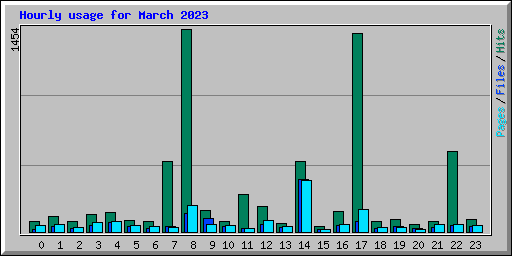 Hourly usage for March 2023
1454
Pages/Files/Hits
0 1 2 3 4 5 6 7 8 9 10 11 12 13 14 15 16 17 18 19 20 21 22 23